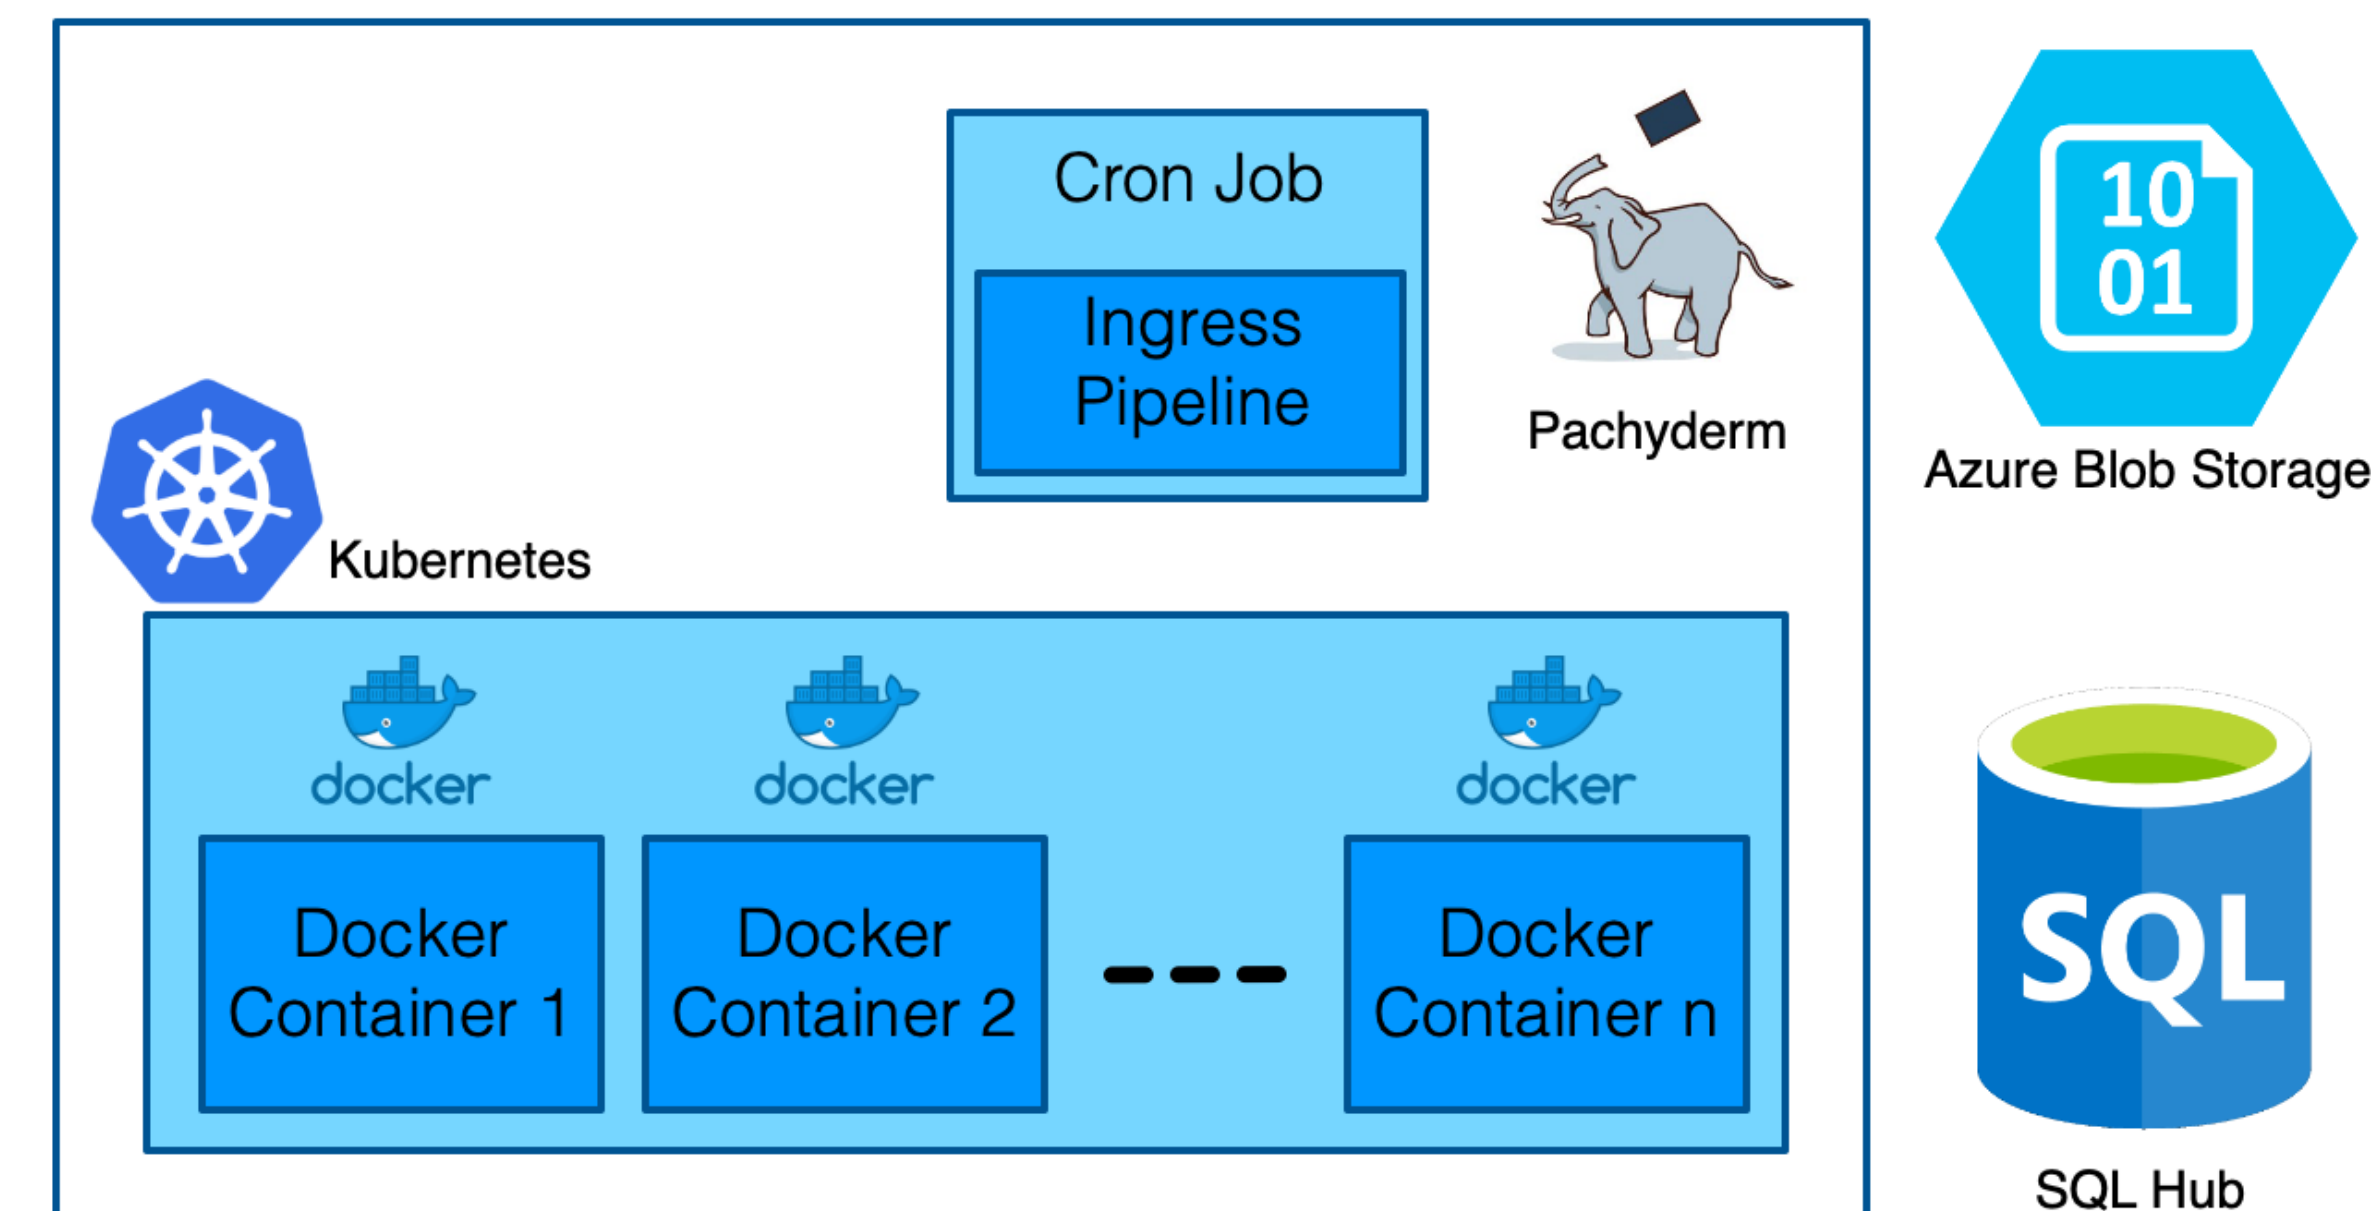 Cron Job
Ingress
Pipeline
Pachyderm
10
01
Azure Blob Storage
Kubernetes
docker
docker
docker
Docker
Container 1
Docker
Container 2
Docker
Container n
SQL
SQL Hub